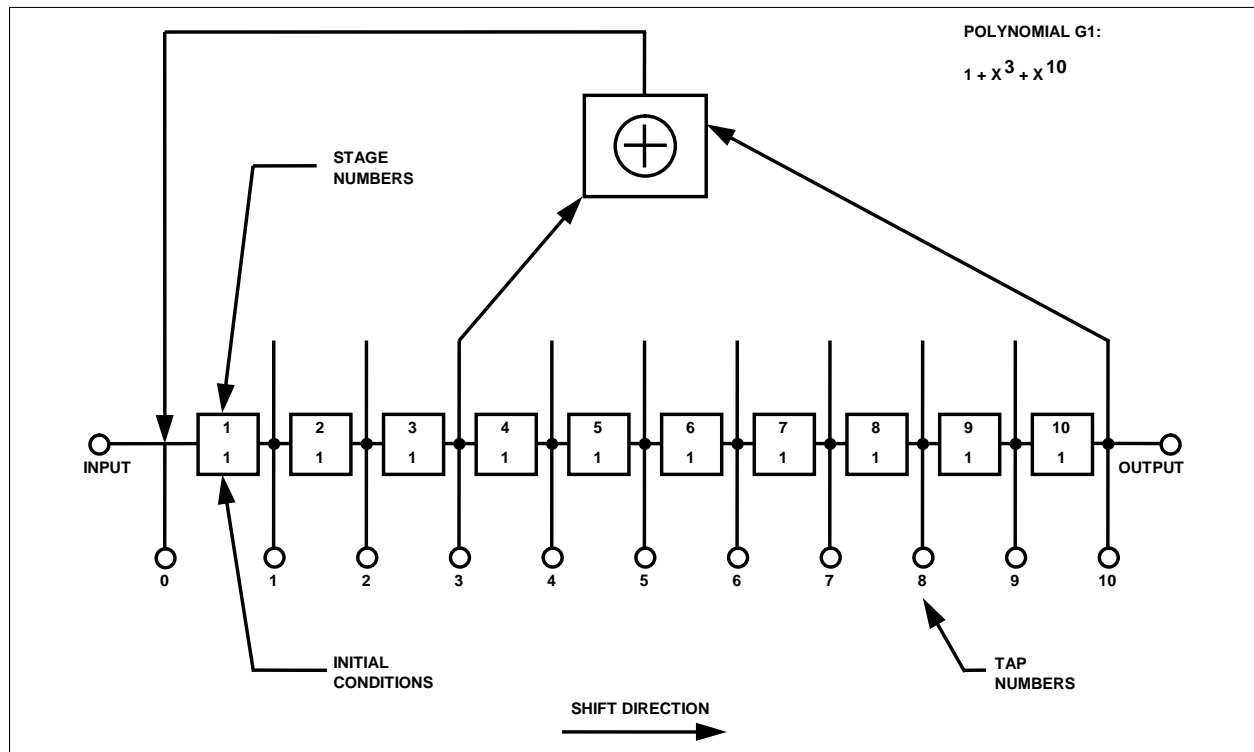 POLYNOMIAL G1:
1 + X^3 + X^10
STAGE
NUMBERS
1 2 3 4 5 6 7 8 9 10
1 1 1 1 1 1 1 1 1 1
INPUT
OUTPUT
0 1 2 3 4 5 6 7 8 9 10
INITIAL
CONDITIONS
TAP
NUMBERS
SHIFT DIRECTION